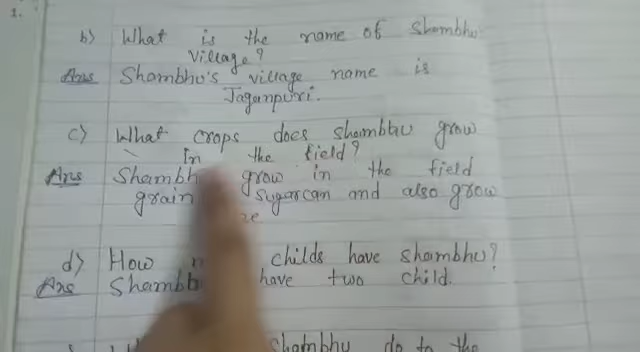 1.
b) What is the name of Shambhu
Village?
Ans Shambhu's village name is
Jaganpuri.
c) What crops does shambhu grow
in the field?
Ans Shambh grow in the field
grain sugarcan and also grow
d) How childs have shambhu?
Ans Shambh have two child.
shambhu do to the